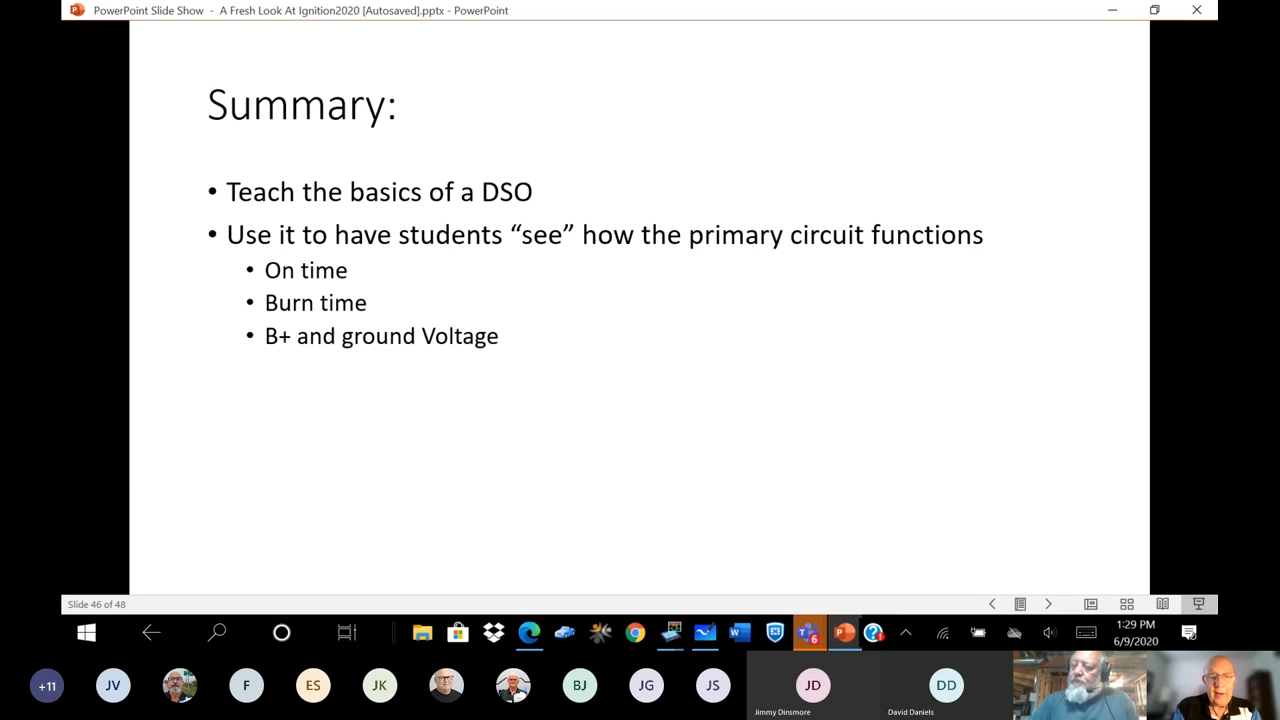 PowerPoint Slide Show - A Fresh Look At Ignition2020 [Autosaved].pptx - PowerPoint
Summary:
• Teach the basics of a DSO
• Use it to have students “see” how the primary circuit functions
• On time
• Burn time
• B+ and ground Voltage
Slide 46 of 48
1:29 PM
6/9/2020
6
+11
JV
F
ES
JK
BJ
JG
JS
JD
DD
Jimmy Dinsmore
David Daniels